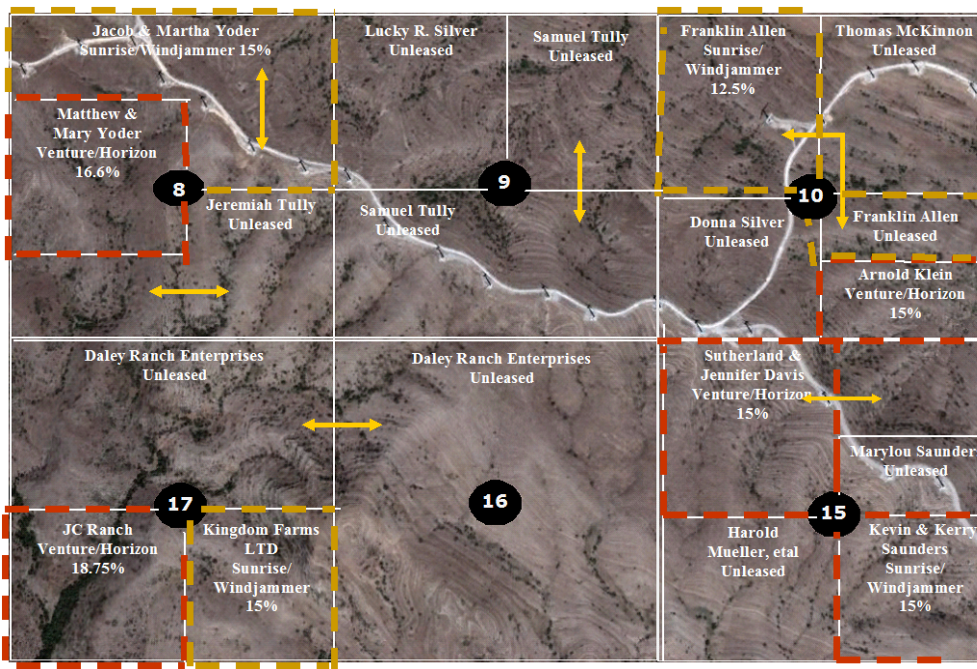 Jacob & Martha Yoder
Sunrise/Windjammer 15%
Lucky R. Silver
Unleased
Samuel Tully
Unleased
Franklin Allen
Sunrise/
Windjammer
12.5%
Thomas McKinnon
Unleased
Matthew &
Mary Yoder
Venture/Horizon
16.6%
8
Jeremiah Tully
Unleased
9
Samuel Tully
Unleased
10
Donna Silver
Unleased
Franklin Allen
Unleased
Arnold Klein
Venture/Horizon
15%
Daley Ranch Enterprises
Unleased
Daley Ranch Enterprises
Unleased
Sutherland &
Jennifer Davis
Venture/Horizon
15%
Marylou Saunder
Unleased
17
16
15
JC Ranch
Venture/Horizon
18.75%
Kingdom Farms
LTD
Sunrise/
Windjammer
15%
Harold
Mueller, etal
Unleased
Kevin & Kerry
Saunders
Sunrise/
Windjammer
15%